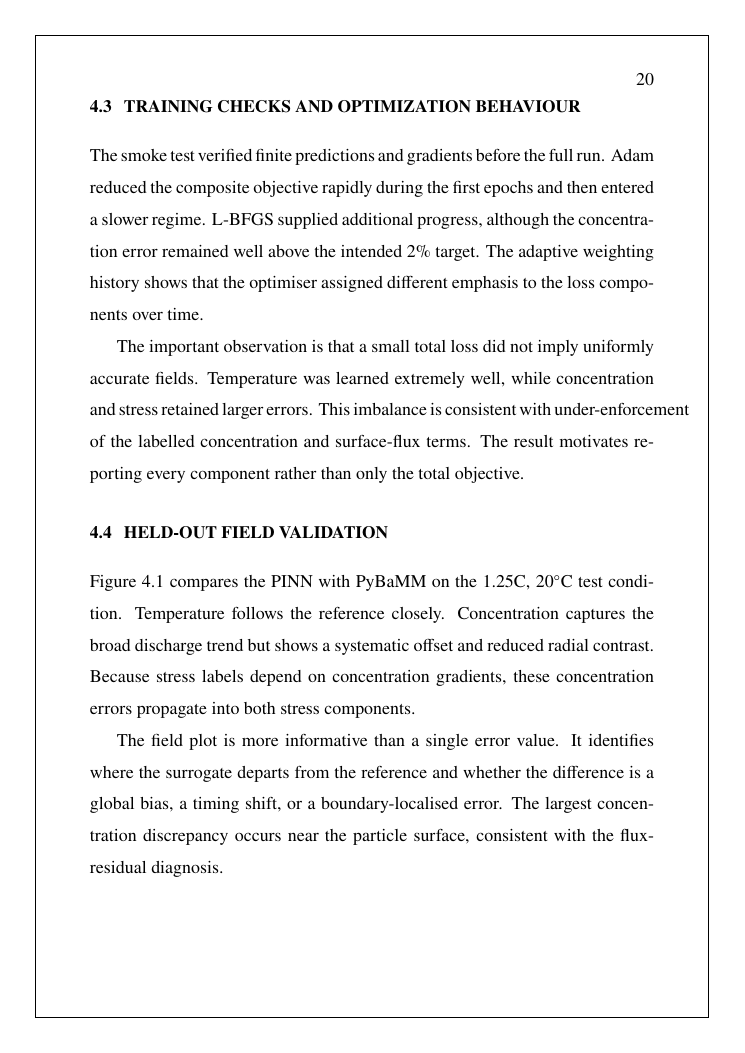 20
4.3 TRAINING CHECKS AND OPTIMIZATION BEHAVIOUR
The smoke test verified finite predictions and gradients before the full run. Adam
reduced the composite objective rapidly during the first epochs and then entered
a slower regime. L-BFGS supplied additional progress, although the concentra-
tion error remained well above the intended 2% target. The adaptive weighting
history shows that the optimiser assigned different emphasis to the loss compo-
nents over time.
The important observation is that a small total loss did not imply uniformly
accurate fields. Temperature was learned extremely well, while concentration
and stress retained larger errors. This imbalance is consistent with under-enforcement
of the labelled concentration and surface-flux terms. The result motivates re-
porting every component rather than only the total objective.
4.4 HELD-OUT FIELD VALIDATION
Figure 4.1 compares the PINN with PyBaMM on the 1.25C, 20°C test condi-
tion. Temperature follows the reference closely. Concentration captures the
broad discharge trend but shows a systematic offset and reduced radial contrast.
Because stress labels depend on concentration gradients, these concentration
errors propagate into both stress components.
The field plot is more informative than a single error value. It identifies
where the surrogate departs from the reference and whether the difference is a
global bias, a timing shift, or a boundary-localised error. The largest concen-
tration discrepancy occurs near the particle surface, consistent with the flux-
residual diagnosis.